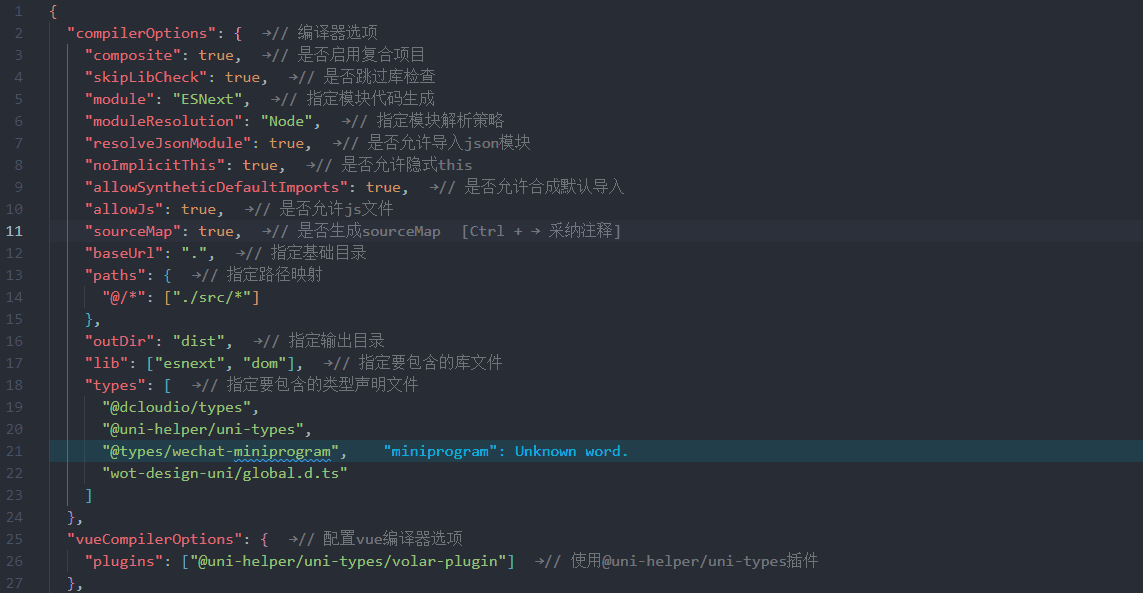 1 {
2 "compilerOptions": { →// 编译器选项
3 "composite": true, →// 是否启用复合项目
4 "skipLibCheck": true, →// 是否跳过库检查
5 "module": "ESNext", →// 指定模块代码生成
6 "moduleResolution": "Node", →// 指定模块解析策略
7 "resolveJsonModule": true, →// 是否允许导入json模块
8 "noImplicitThis": true, →// 是否允许隐式this
9 "allowSyntheticDefaultImports": true, →// 是否允许合成默认导入
10 "allowJs": true, →// 是否允许js文件
11 "sourceMap": true, →// 是否生成sourceMap [Ctrl + → 采纳注释]
12 "baseUrl": ".", →// 指定基础目录
13 "paths": { →// 指定路径映射
14 "@/*": ["./src/*"]
15 },
16 "outDir": "dist", →// 指定输出目录
17 "lib": ["esnext", "dom"], →// 指定要包含的库文件
18 "types": [ →// 指定要包含的类型声明文件
19 "@dcloudio/types",
20 "@uni-helper/uni-types",
21 "@types/wechat-miniprogram", "miniprogram": Unknown word.
22 "wot-design-uni/global.d.ts"
23 ]
24 },
25 "vueCompilerOptions": { →// 配置vue编译器选项
26 "plugins": ["@uni-helper/uni-types/volar-plugin"] →// 使用@uni-helper/uni-types插件
27 },